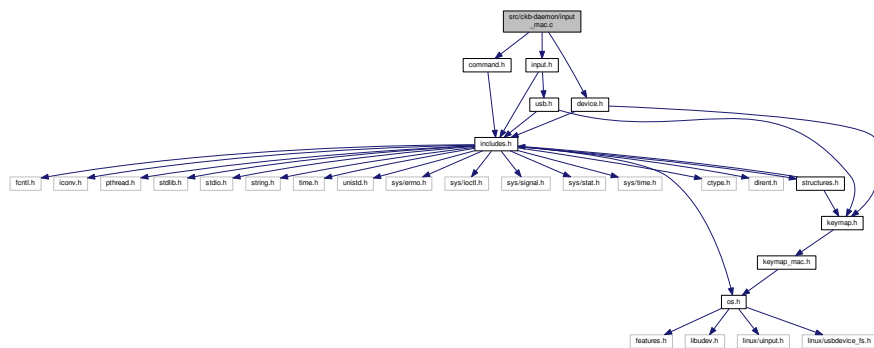 src/ckb-daemon/input
_mac.c
command.h
input.h
usb.h
device.h
includes.h
fcntl.h
iconv.h
pthread.h
stdlib.h
stdio.h
string.h
time.h
unistd.h
sys/errno.h
sys/ioctl.h
sys/signal.h
sys/stat.h
sys/time.h
ctype.h
dirent.h
structures.h
keymap.h
keymap_mac.h
os.h
features.h
libudev.h
linux/uinput.h
linux/usbdevice_fs.h